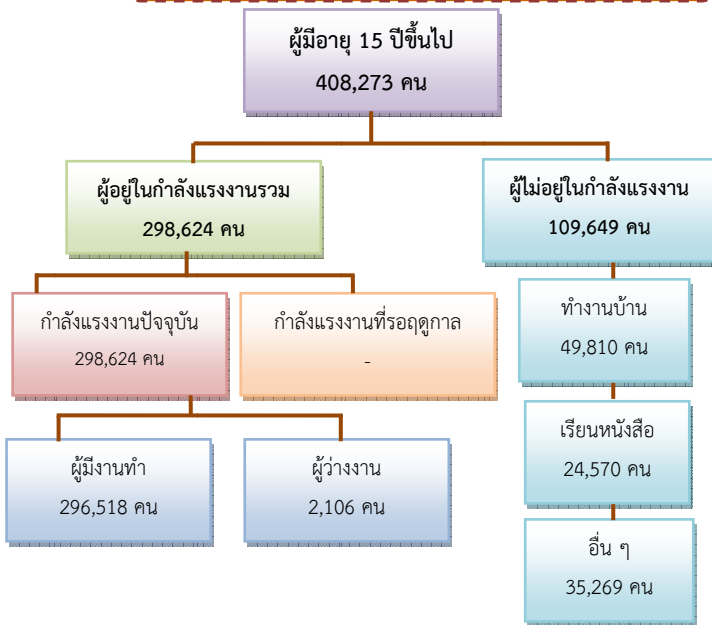 ผู้มีอายุ 15 ปีขึ้นไป
408,273 คน
ผู้อยู่ในกำลังแรงงานรวม
298,624 คน
ผู้ไม่อยู่ในกำลังแรงงาน
109,649 คน
กำลังแรงงานปัจจุบัน
298,624 คน
กำลังแรงงานที่รอฤดูกาล
-
ทำงานบ้าน
49,810 คน
ผู้มีงานทำ
296,518 คน
ผู้ว่างงาน
2,106 คน
เรียนหนังสือ
24,570 คน
อื่น ๆ
35,269 คน